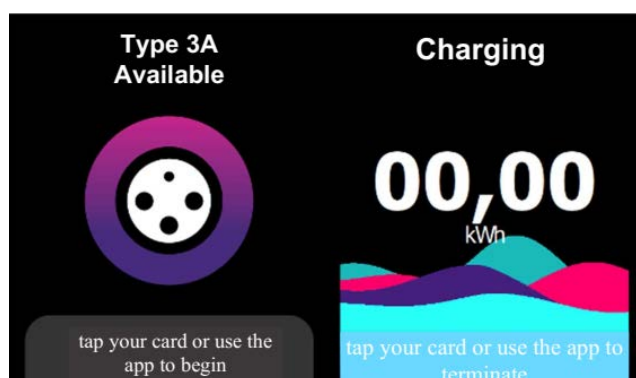 Type 3A
Available
Charging
00,00
kWh
tap your card or use the
app to begin
tap your card or use the app to
terminate